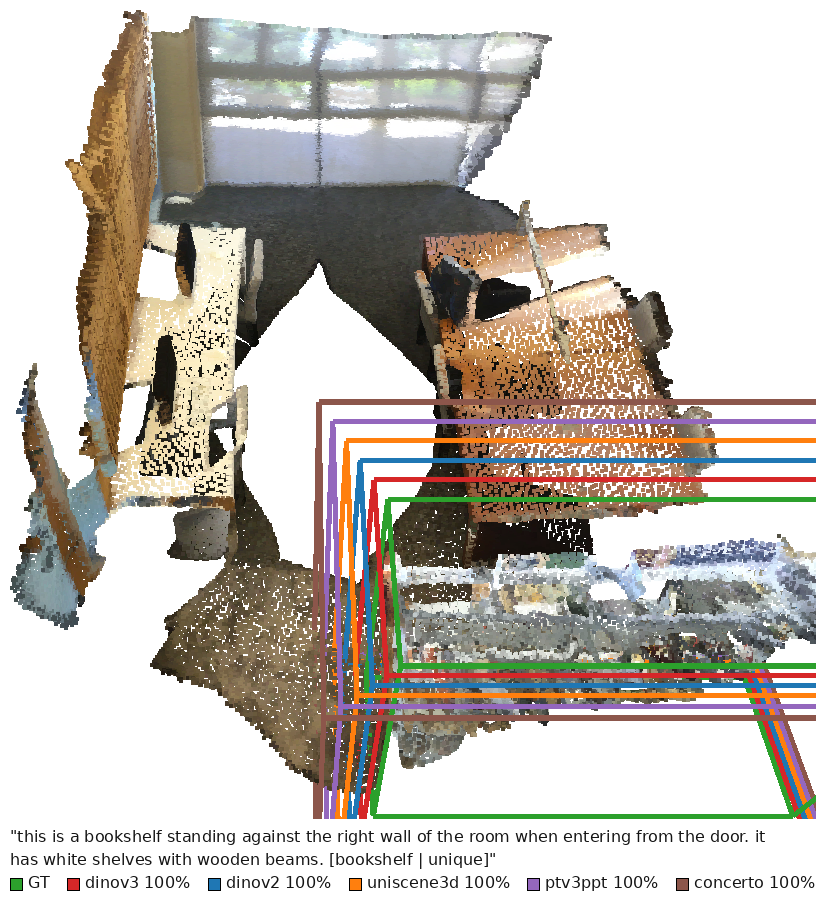 "this is a bookshelf standing against the right wall of the room when entering from the door. it
has white shelves with wooden beams. [bookshelf | unique]"
GT dinov3 100% dinov2 100% uniscene3d 100% ptv3ppt 100% concerto 100%